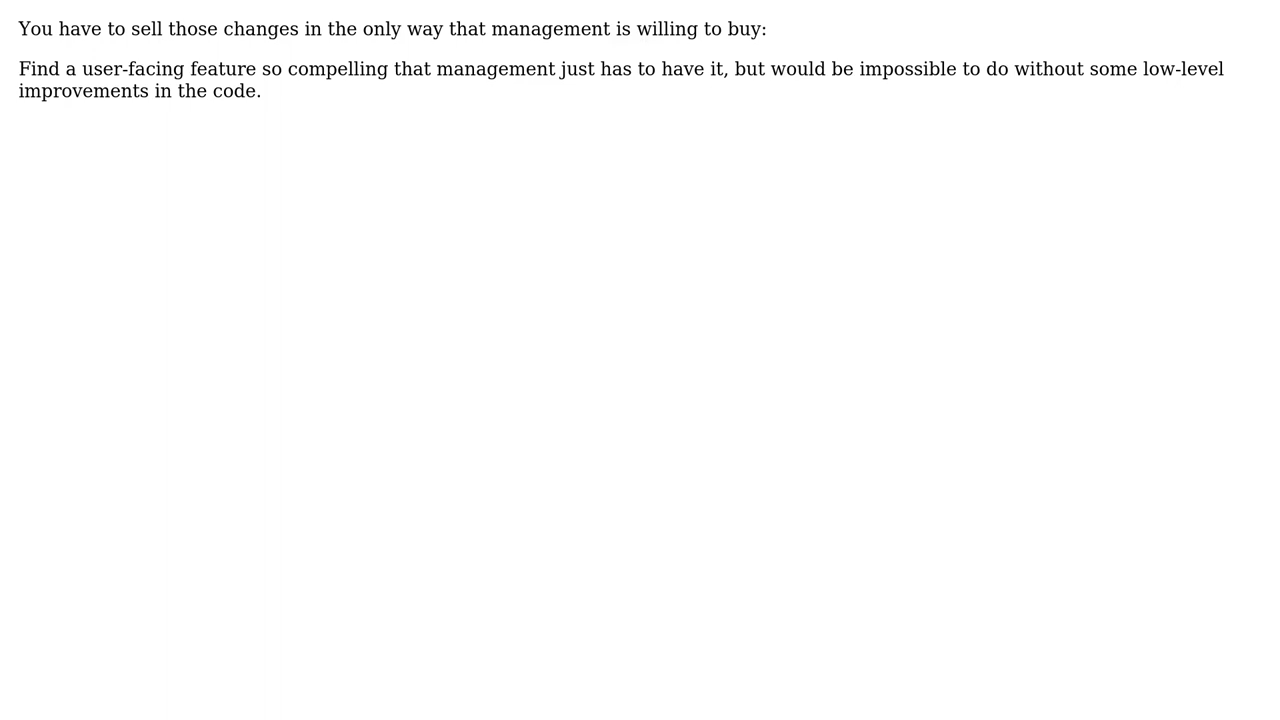 You have to sell those changes in the only way that management is willing to buy:
Find a user-facing feature so compelling that management just has to have it, but would be impossible to do without some low-level
improvements in the code.